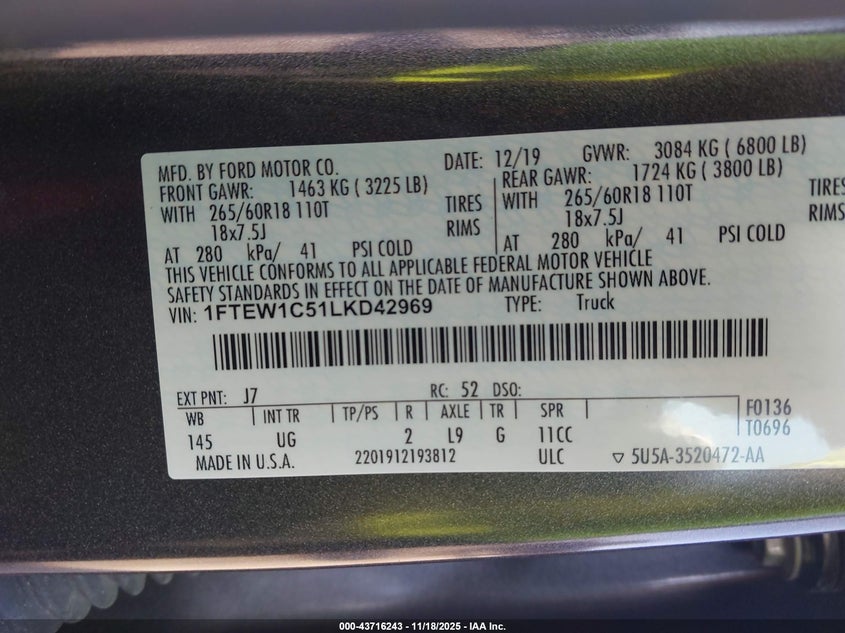 MFD. BY FORD MOTOR CO. DATE: 12/19 GVWR: 3084 KG ( 6800 LB)
FRONT GAWR: 1463 KG ( 3225 LB) REAR GAWR: 1724 KG ( 3800 LB)
WITH 265/60R18 110T TIRES WITH 265/60R18 110T TIRES
18x7.5J RIMS 18x7.5J RIMS
AT 280 kPa/ 41 PSI COLD AT 280 kPa/ 41 PSI COLD
THIS VEHICLE CONFORMS TO ALL APPLICABLE FEDERAL MOTOR VEHICLE
SAFETY STANDARDS IN EFFECT ON THE DATE OF MANUFACTURE SHOWN ABOVE.
VIN: 1FTEW1C51LKD42969 TYPE: Truck
EXT PNT: J7 RC: 52 DSO:
WB INT TR TP/PS R AXLE TR SPR F0136
145 UG 2 L9 G 11CC T0696
MADE IN U.S.A. 2201912193812 ULC ▽ 5U5A-3520472-AA
000-43716243 — 11/18/2025 - IAA Inc.